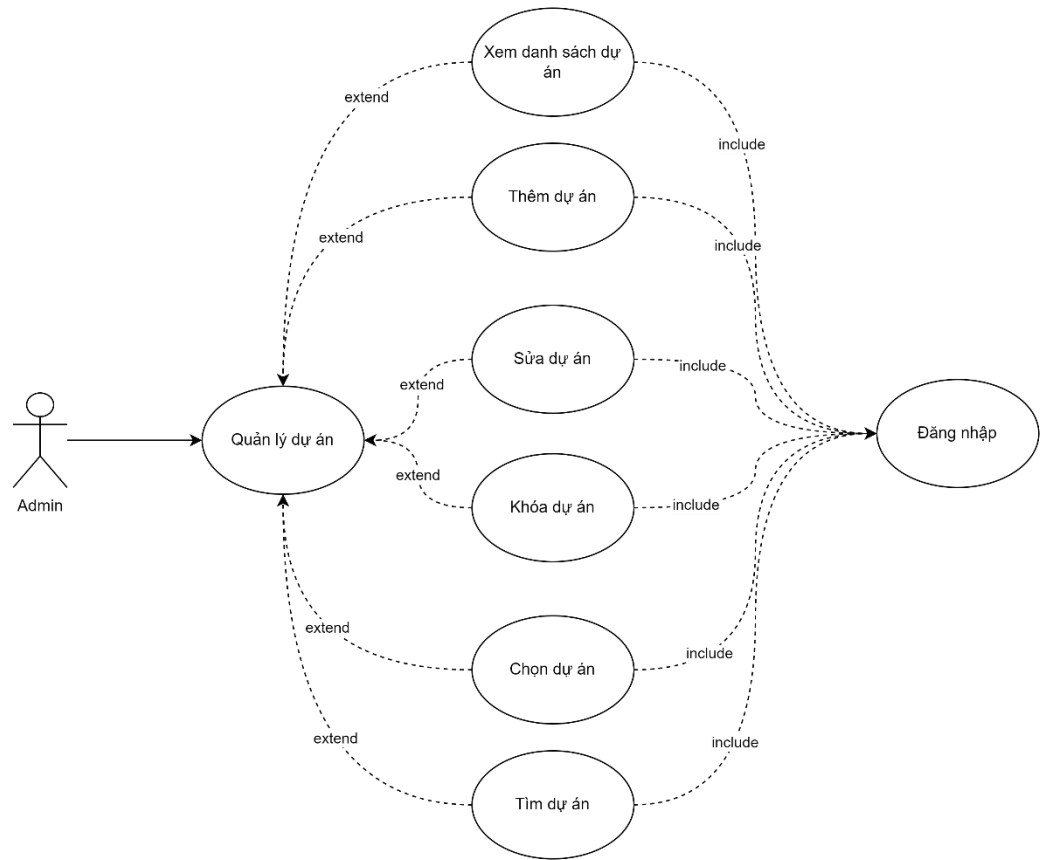 Xem danh sách dự
án
extend
include
Thêm dự án
extend
include
Sửa dự án
extend
include
Admin
Quản lý dự án
Đăng nhập
extend
Khóa dự án
include
extend
Chọn dự án
include
extend
Tìm dự án
include